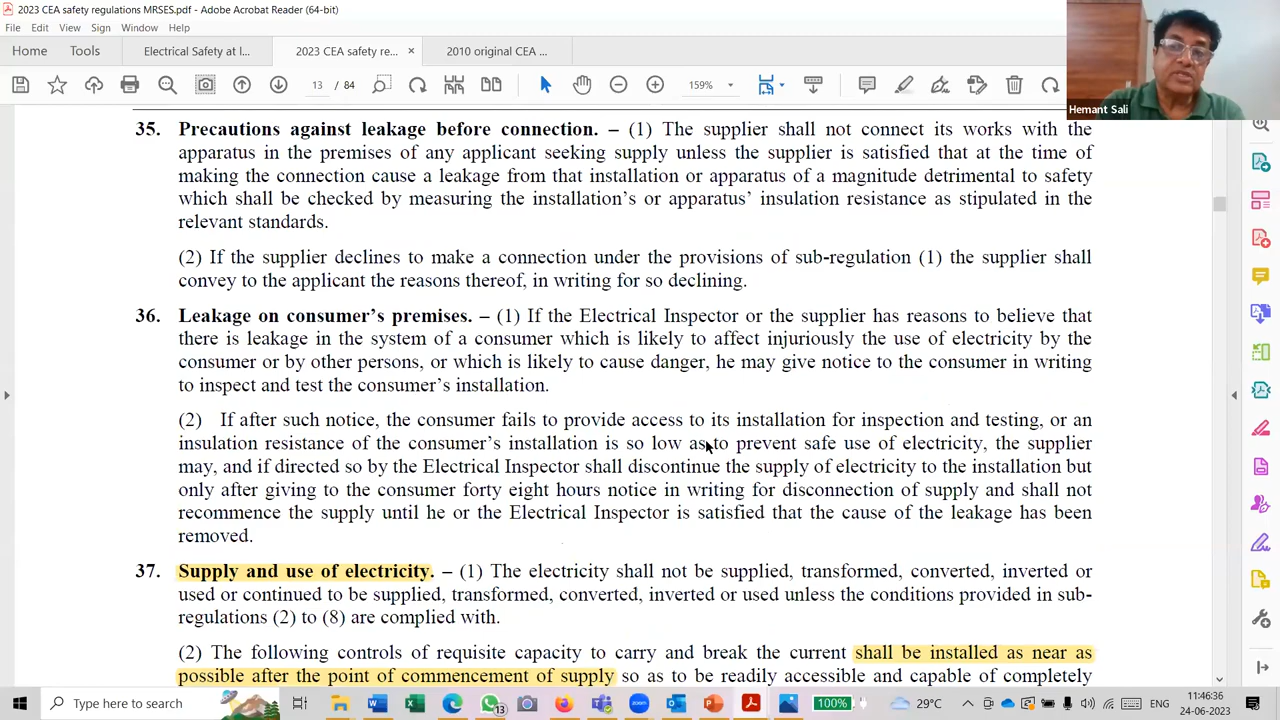 2023 CEA safety regulations MRSES.pdf - Adobe Acrobat Reader (64-bit)
File Edit View Sign Window Help
Home Tools Electrical Safety at I... 2023 CEA safety re... × 2010 original CEA ...
13 / 84 159%
Hemant Sali
35. Precautions against leakage before connection. – (1) The supplier shall not connect its works with the
apparatus in the premises of any applicant seeking supply unless the supplier is satisfied that at the time of
making the connection cause a leakage from that installation or apparatus of a magnitude detrimental to safety
which shall be checked by measuring the installation's or apparatus' insulation resistance as stipulated in the
relevant standards.
(2) If the supplier declines to make a connection under the provisions of sub-regulation (1) the supplier shall
convey to the applicant the reasons thereof, in writing for so declining.
36. Leakage on consumer's premises. – (1) If the Electrical Inspector or the supplier has reasons to believe that
there is leakage in the system of a consumer which is likely to affect injuriously the use of electricity by the
consumer or by other persons, or which is likely to cause danger, he may give notice to the consumer in writing
to inspect and test the consumer's installation.
(2) If after such notice, the consumer fails to provide access to its installation for inspection and testing, or an
insulation resistance of the consumer's installation is so low as to prevent safe use of electricity, the supplier
may, and if directed so by the Electrical Inspector shall discontinue the supply of electricity to the installation but
only after giving to the consumer forty eight hours notice in writing for disconnection of supply and shall not
recommence the supply until he or the Electrical Inspector is satisfied that the cause of the leakage has been
removed.
37. Supply and use of electricity. – (1) The electricity shall not be supplied, transformed, converted, inverted or
used or continued to be supplied, transformed, converted, inverted or used unless the conditions provided in sub-
regulations (2) to (8) are complied with.
(2) The following controls of requisite capacity to carry and break the current shall be installed as near as
possible after the point of commencement of supply so as to be readily accessible and capable of completely
Type here to search 13 100% 29°C ENG 11:46:36
24-06-2023